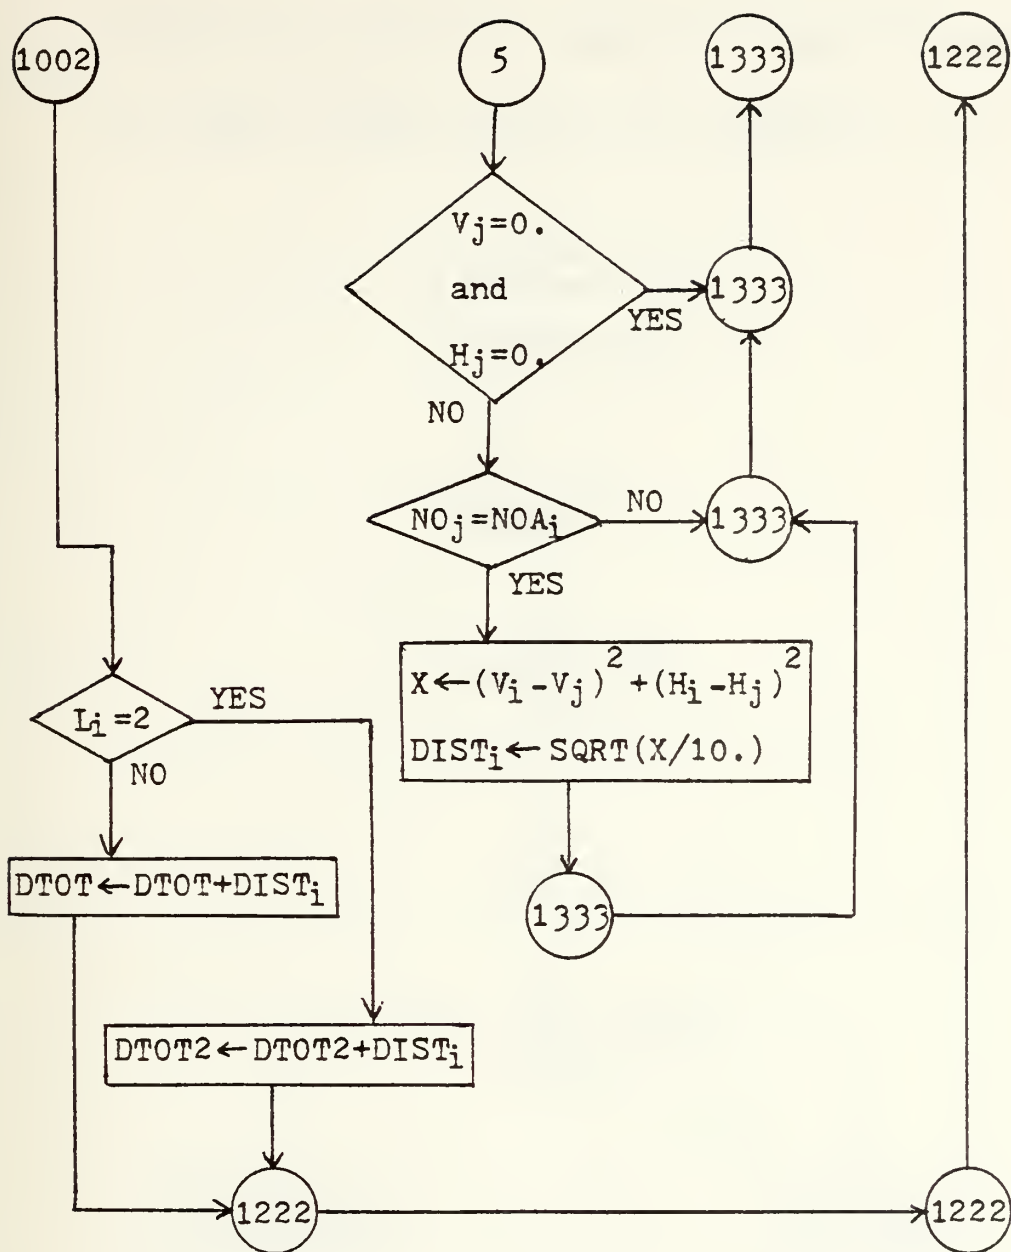 1002
5
1333
1222
Vj=0.
and
Hj=0.
YES
1333
NO
NOj=NOAi
NO
1333
YES
X←(Vi-Vj)²+(Hi-Hj)²
DISTi←SQRT(X/10.)
Li=2
YES
NO
DTOT←DTOT+DISTi
1333
DTOT2←DTOT2+DISTi
1222
1222